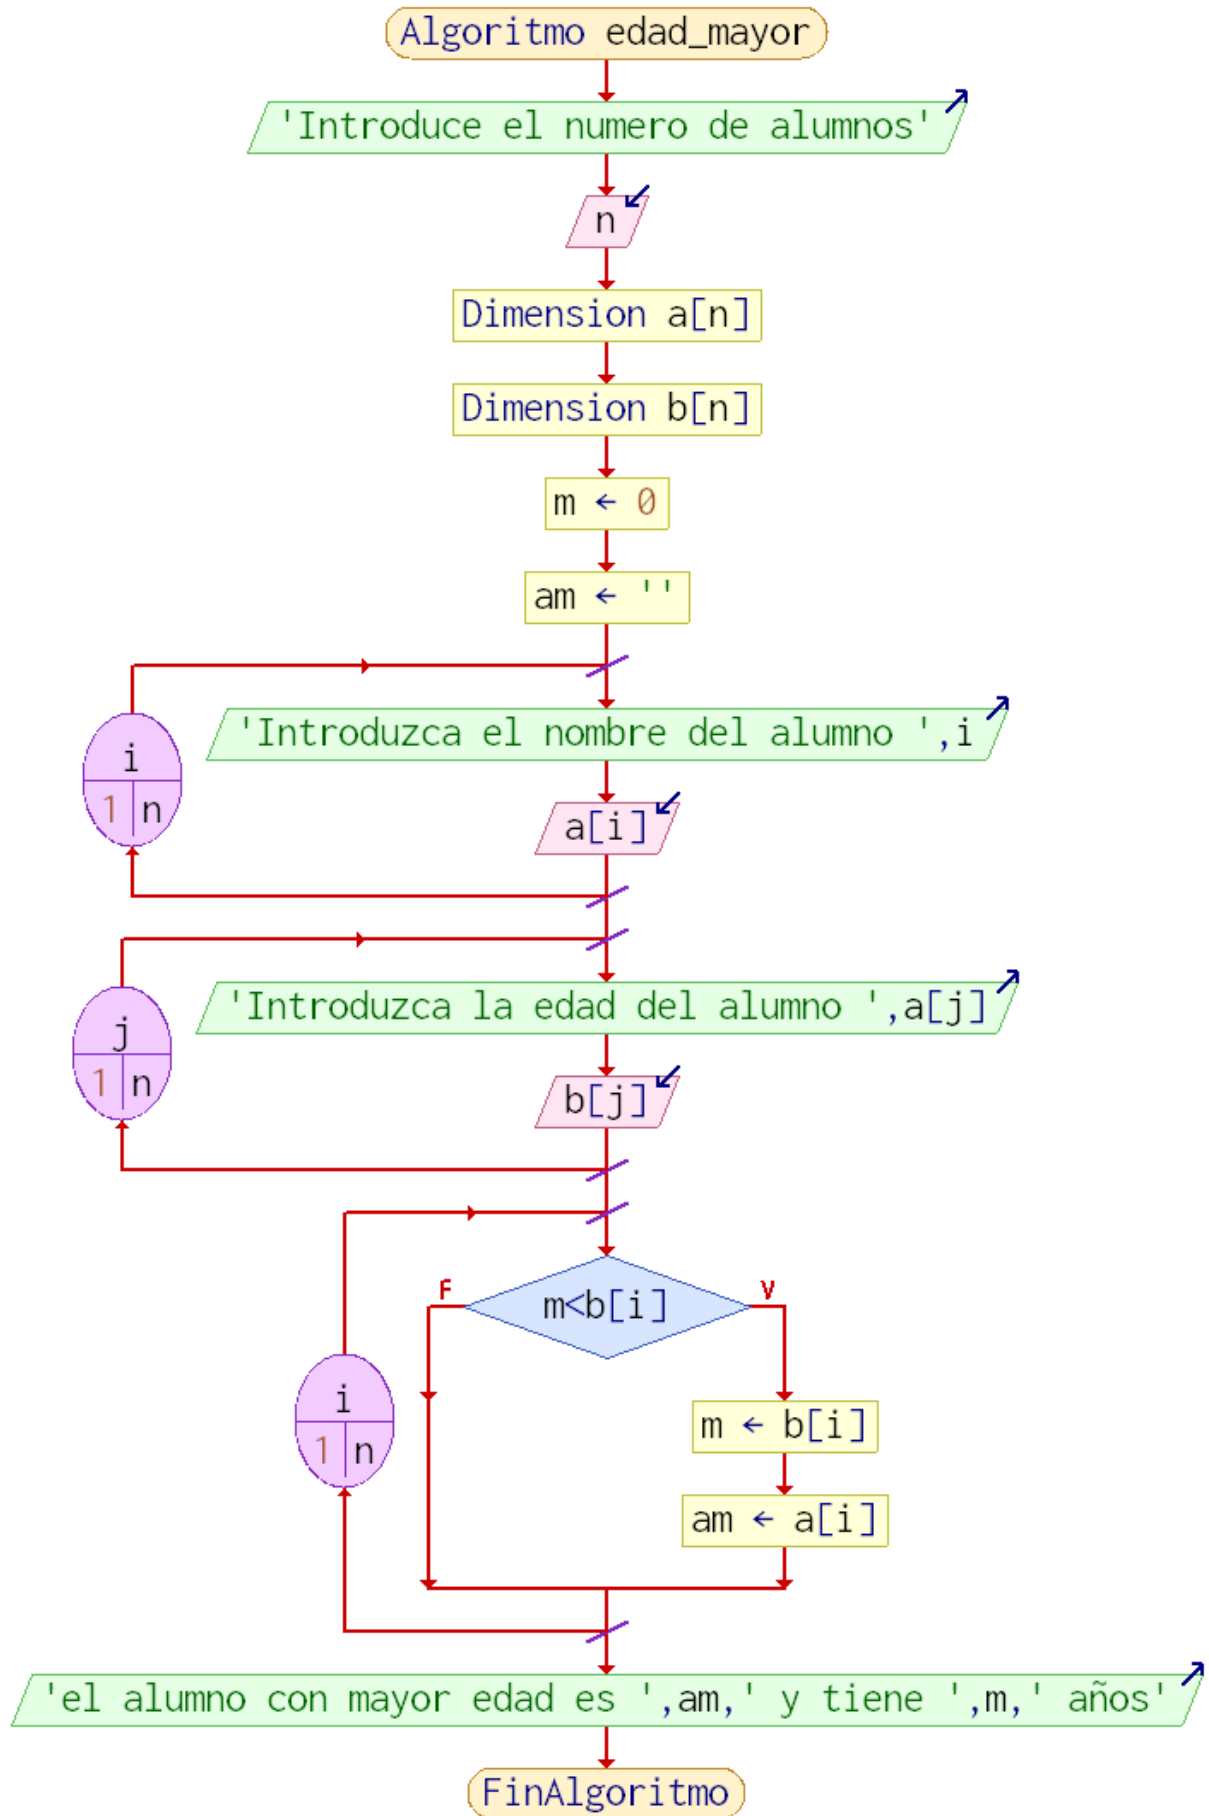 Algoritmo edad_mayor
'Introduce el numero de alumnos'
n
Dimension a[n]
Dimension b[n]
m ← 0
am ← ''
'Introduzca el nombre del alumno ',i
i
1 n
a[i]
'Introduzca la edad del alumno ',a[j]
j
1 n
b[j]
F
V
m<b[i]
i
1 n
m ← b[i]
am ← a[i]
'el alumno con mayor edad es ',am,' y tiene ',m,' años'
FinAlgoritmo